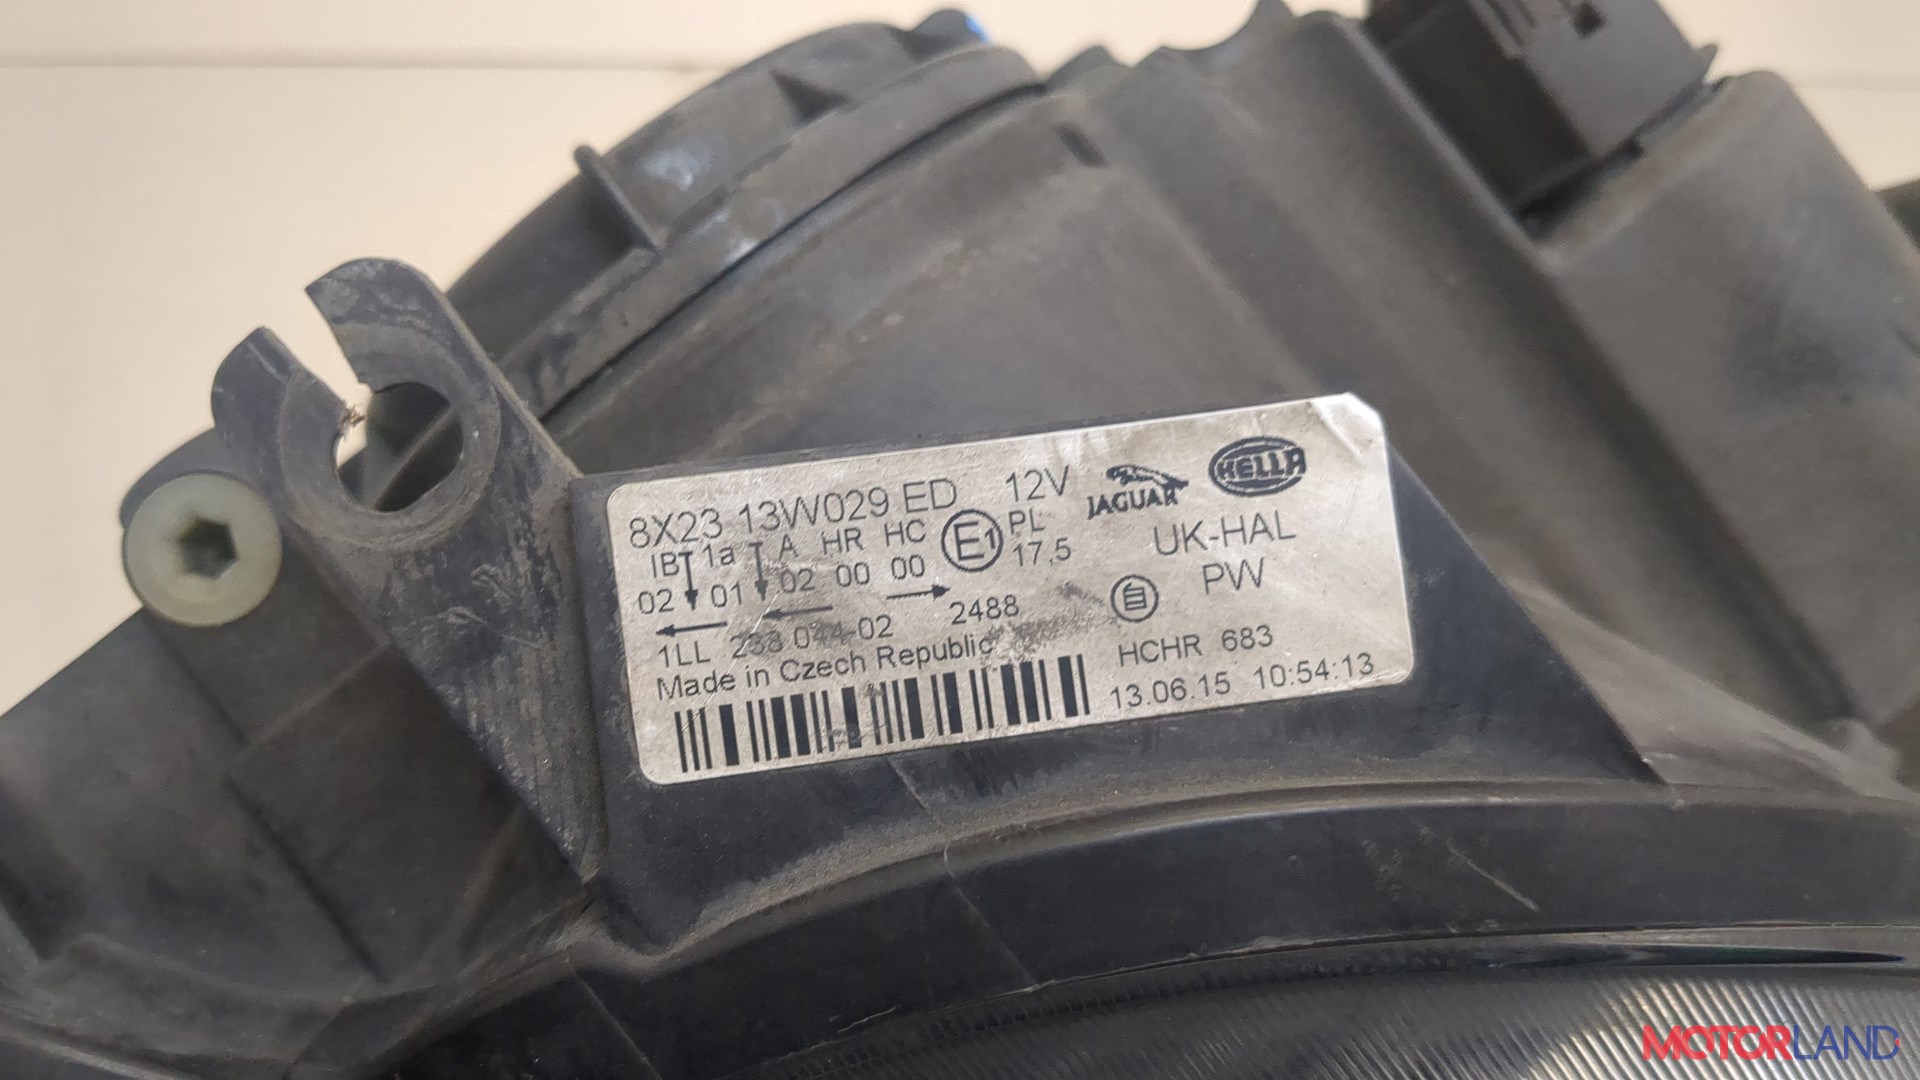 8X23 13W029 ED 12V JAGUAR HELLA
IB 1a A HR HC E1 PL UK-HAL
02 01 02 00 00 17,5 PW
1LL 238 044-02 2488 自
Made in Czech Republic HCHR 683
13.06.15 10:54:13
MOTORLAND